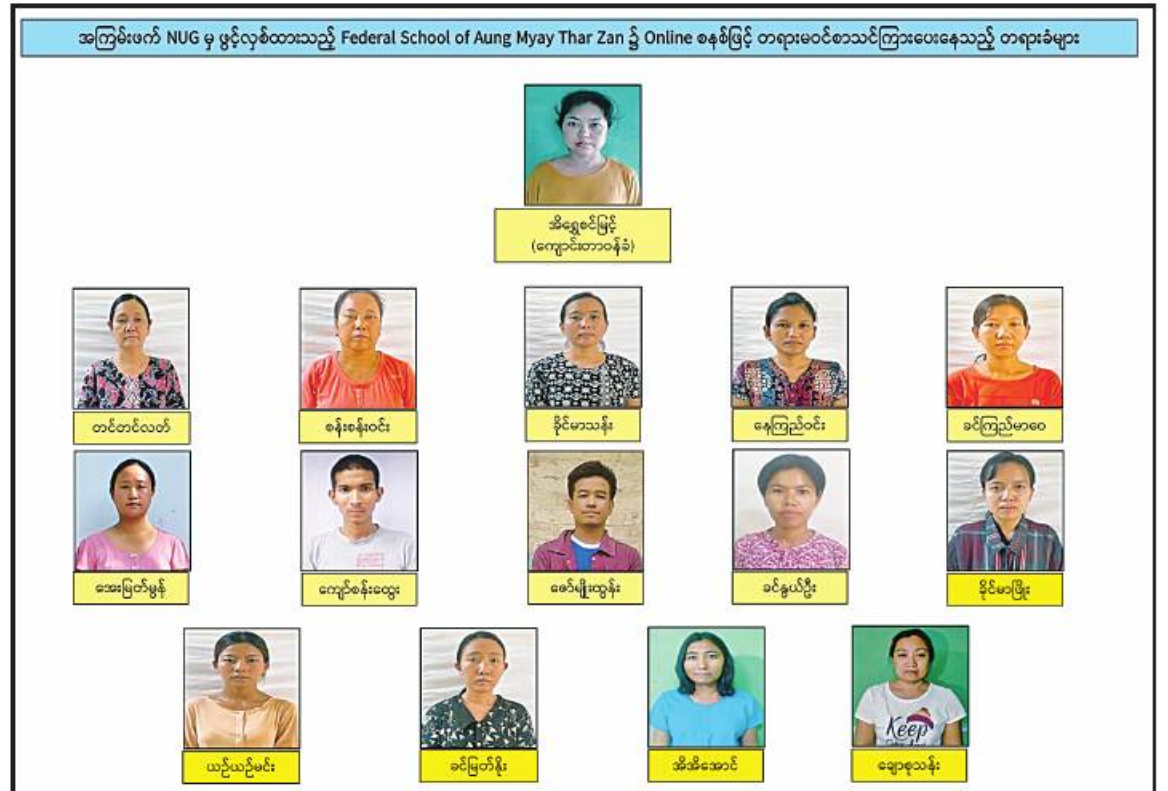 အကြမ်းဖက် NUG မှ ဖွင့်လှစ်ထားသည့် Federal School of Aung Myay Thar Zan ၌ Online စနစ်ဖြင့် တရားမဝင်စာသင်ကြားပေးနေသည့် တရားခံများ
အိရွှေစင်မြင့်
(ကျောင်းတာဝန်ခံ)
တင်တင်လတ်
စန်းစန်းဝင်း
ခိုင်မာသန်း
နေကြည်ဝင်း
ခင်ကြည်မာဝေ
အေးမြတ်မွန်
ကျော်စန်းထွေး
ဇော်မျိုးထွန်း
ခင်နွယ်ဦး
ခိုင်မာဖြိုး
ယဉ်ယဉ်မင်း
ခင်မြတ်နိုး
အိအိအောင်
ချောစုသန်း
Keep